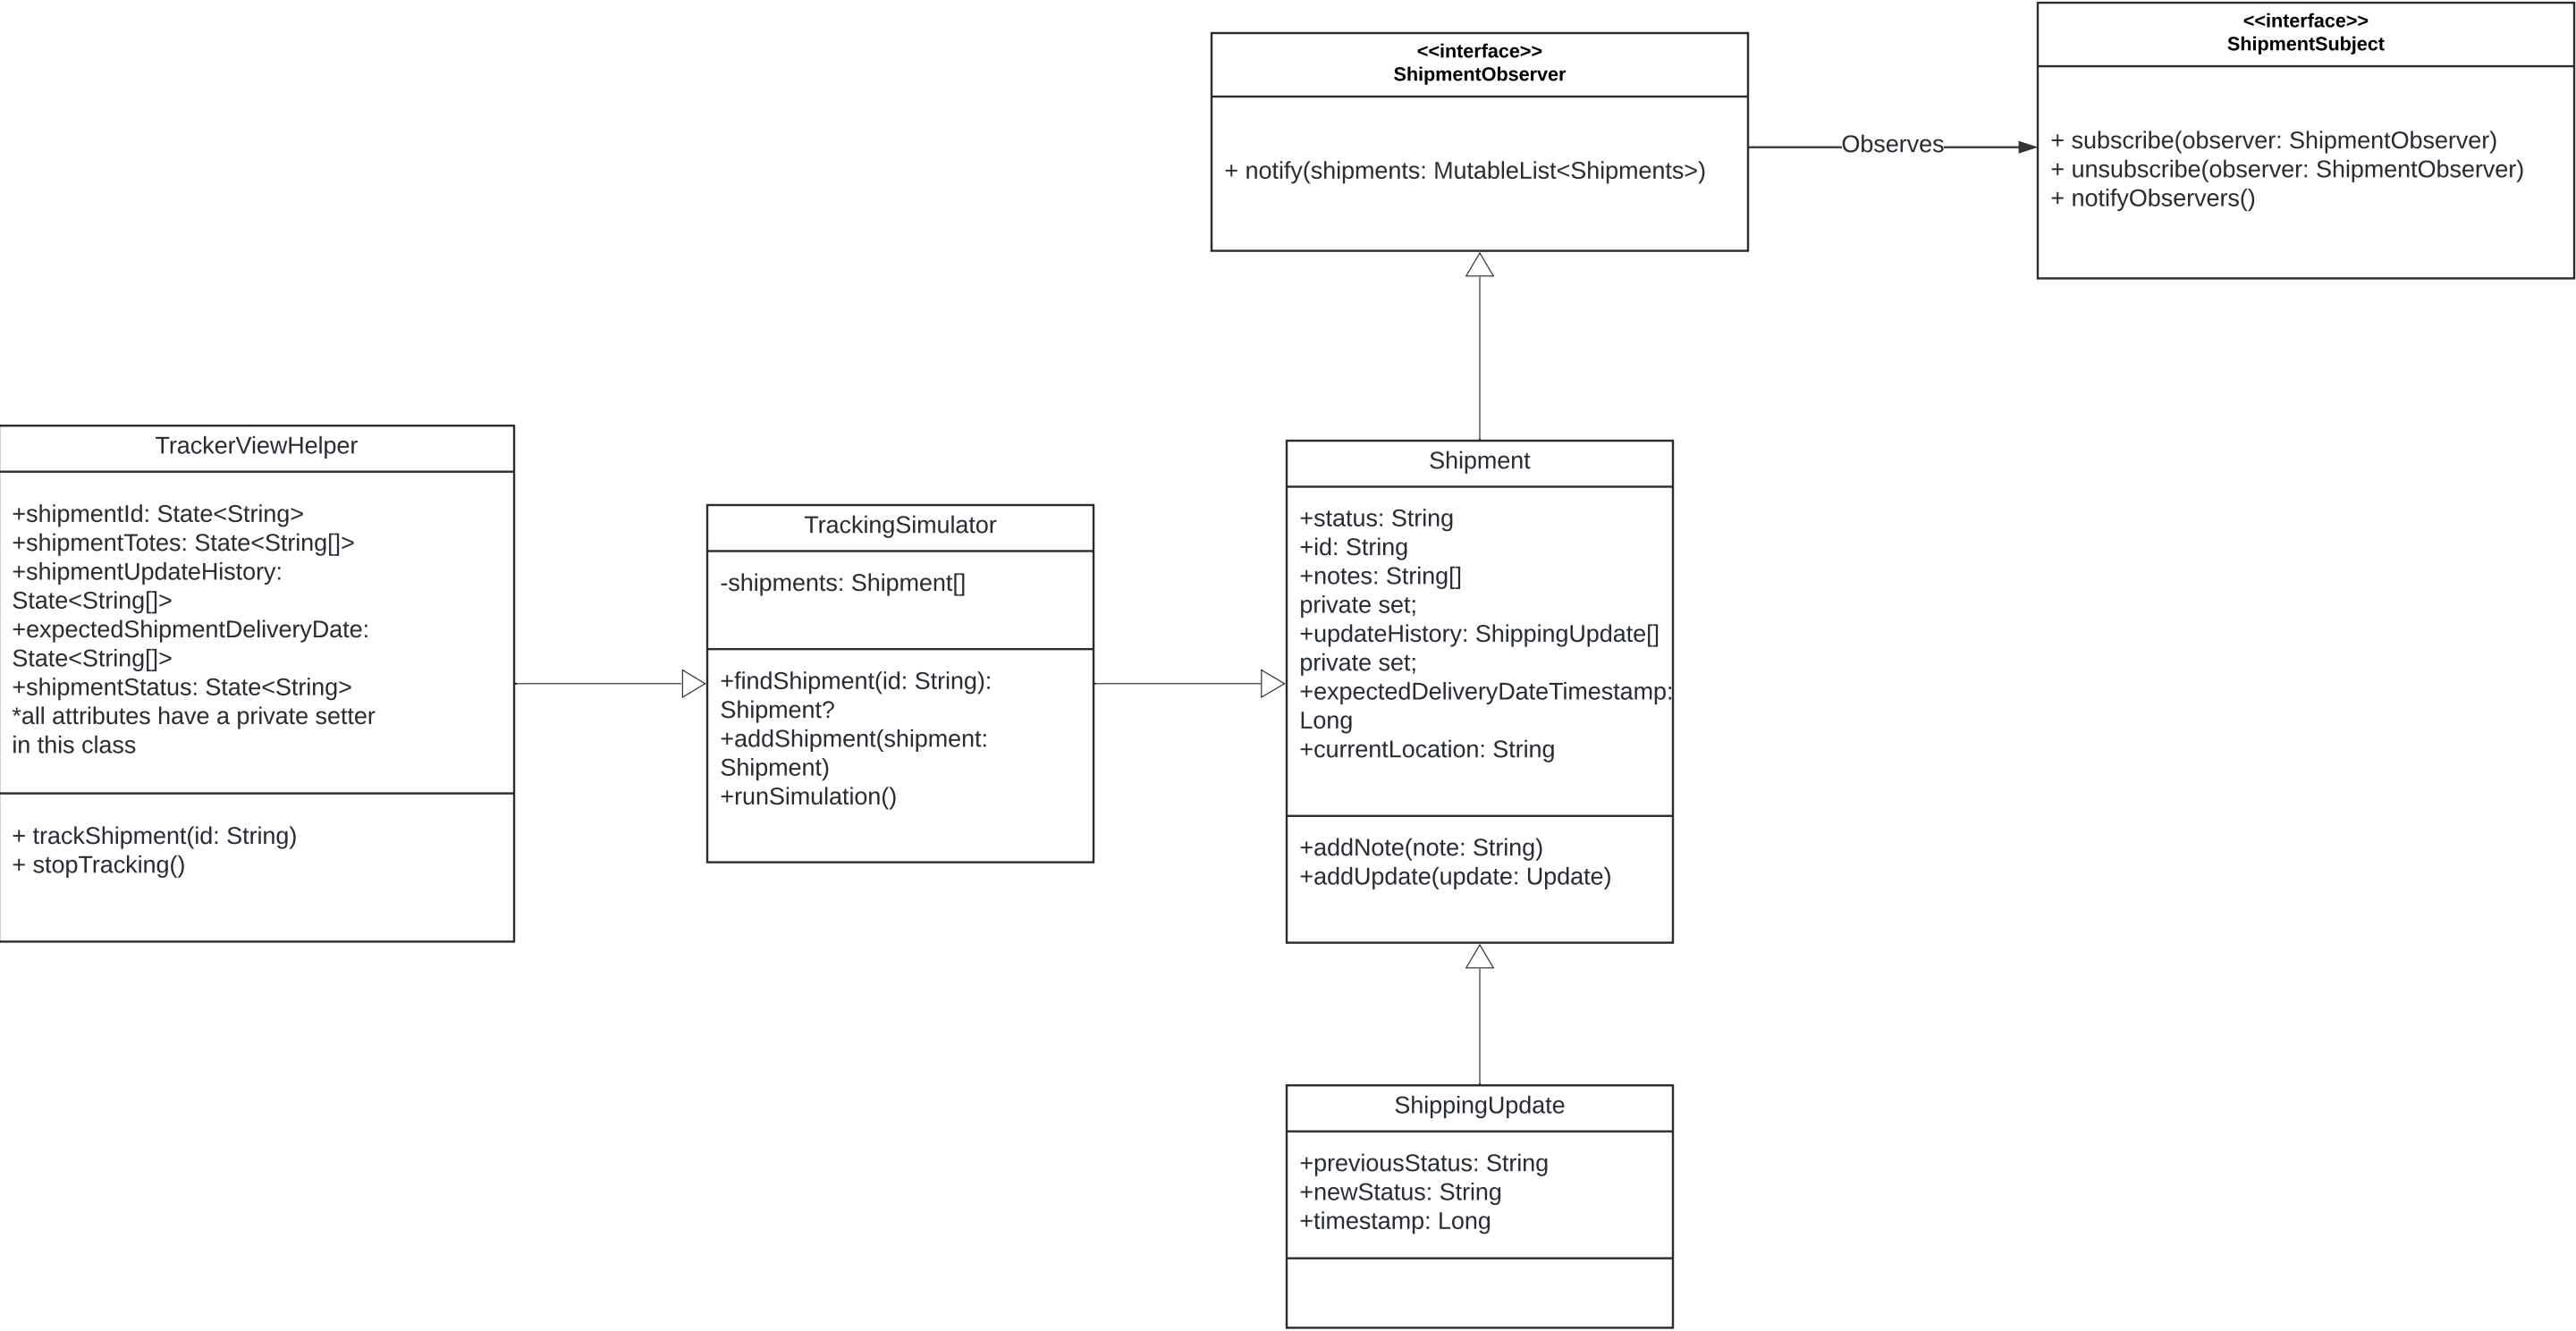 <<interface>>
ShipmentSubject
+ subscribe(observer: ShipmentObserver)
+ unsubscribe(observer: ShipmentObserver)
+ notifyObservers()
<<interface>>
ShipmentObserver
+ notify(shipments: MutableList<Shipments>)
Observes
TrackerViewHelper
+shipmentId: State<String>
+shipmentTotes: State<String[]>
+shipmentUpdateHistory:
State<String[]>
+expectedShipmentDeliveryDate:
State<String[]>
+shipmentStatus: State<String>
*all attributes have a private setter
in this class
+ trackShipment(id: String)
+ stopTracking()
TrackingSimulator
-shipments: Shipment[]
+findShipment(id: String):
Shipment?
+addShipment(shipment:
Shipment)
+runSimulation()
Shipment
+status: String
+id: String
+notes: String[]
private set;
+updateHistory: ShippingUpdate[]
private set;
+expectedDeliveryDateTimestamp:
Long
+currentLocation: String
+addNote(note: String)
+addUpdate(update: Update)
ShippingUpdate
+previousStatus: String
+newStatus: String
+timestamp: Long